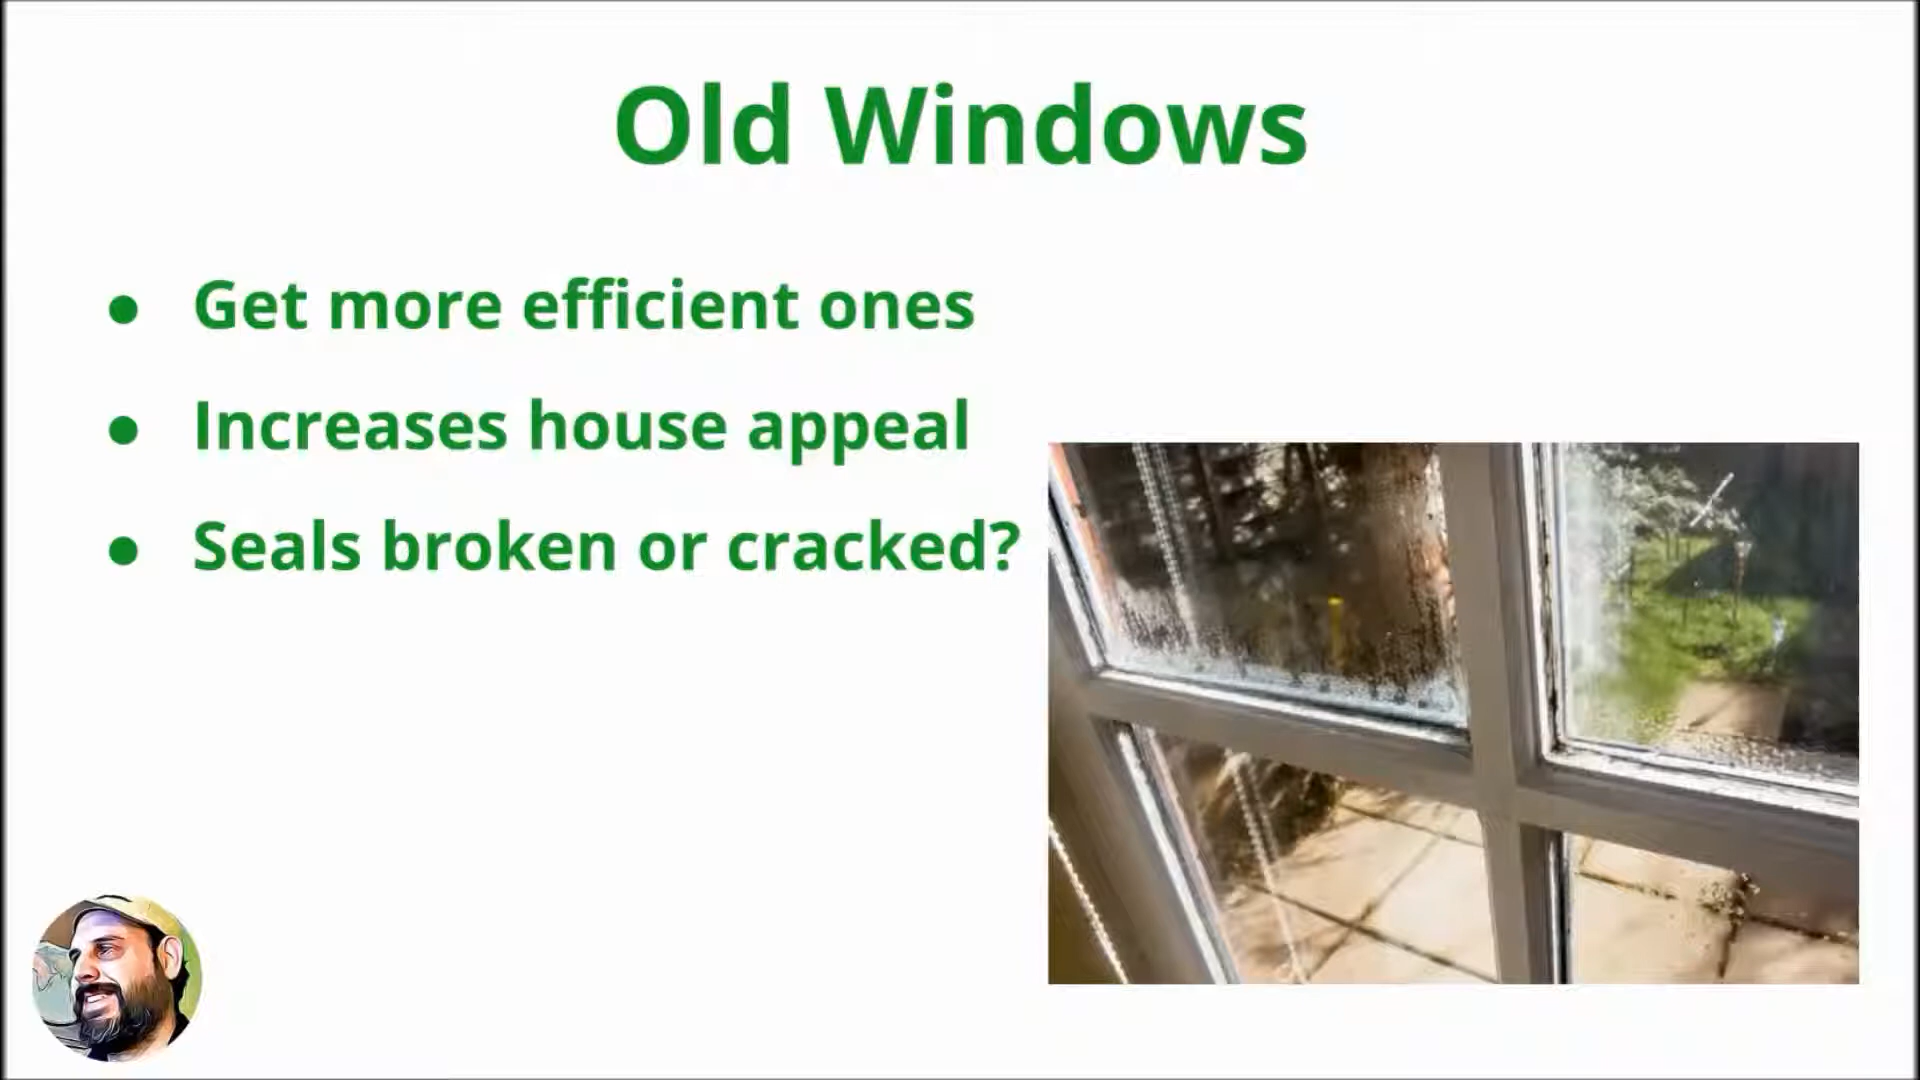 Old Windows
● Get more efficient ones
● Increases house appeal
● Seals broken or cracked?